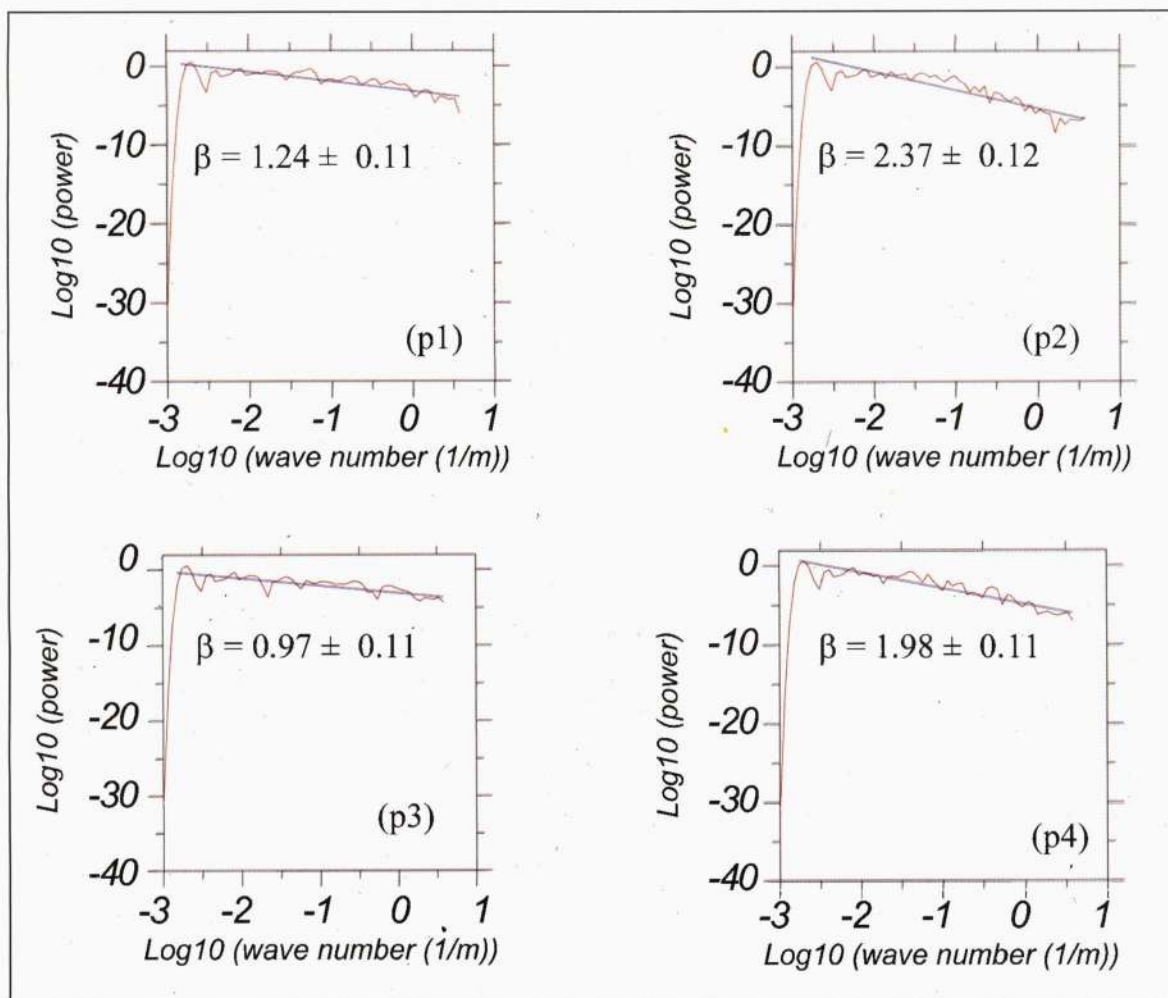 0
-10
-20
-30
-40
Log10 (power)
β = 1.24 ± 0.11
(p1)
-3 -2 -1 0 1
Log10 (wave number (1/m))
0
-10
-20
-30
-40
Log10 (power)
β = 2.37 ± 0.12
(p2)
-3 -2 -1 0 1
Log10 (wave number (1/m))
0
-10
-20
-30
-40
Log10 (power)
β = 0.97 ± 0.11
(p3)
-3 -2 -1 0 1
Log10 (wave number (1/m))
0
-10
-20
-30
-40
Log10 (power)
β = 1.98 ± 0.11
(p4)
-3 -2 -1 0 1
Log10 (wave number (1/m))